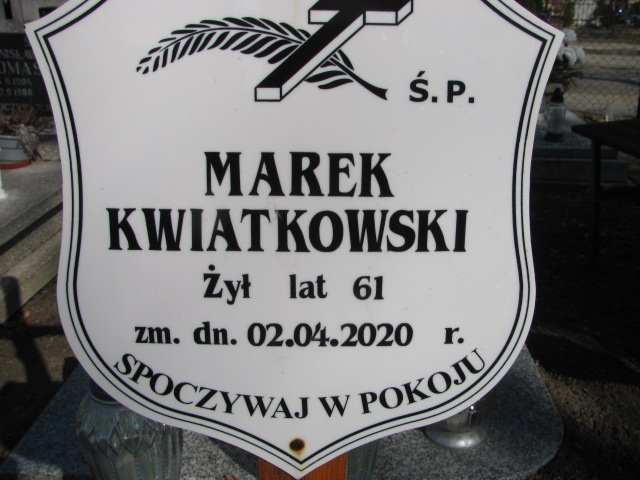 Ś.P.
MAREK
KWIATKOWSKI
Żył lat 61
zm. dn. 02.04.2020 r.
SPOCZYWAJ W POKOJU